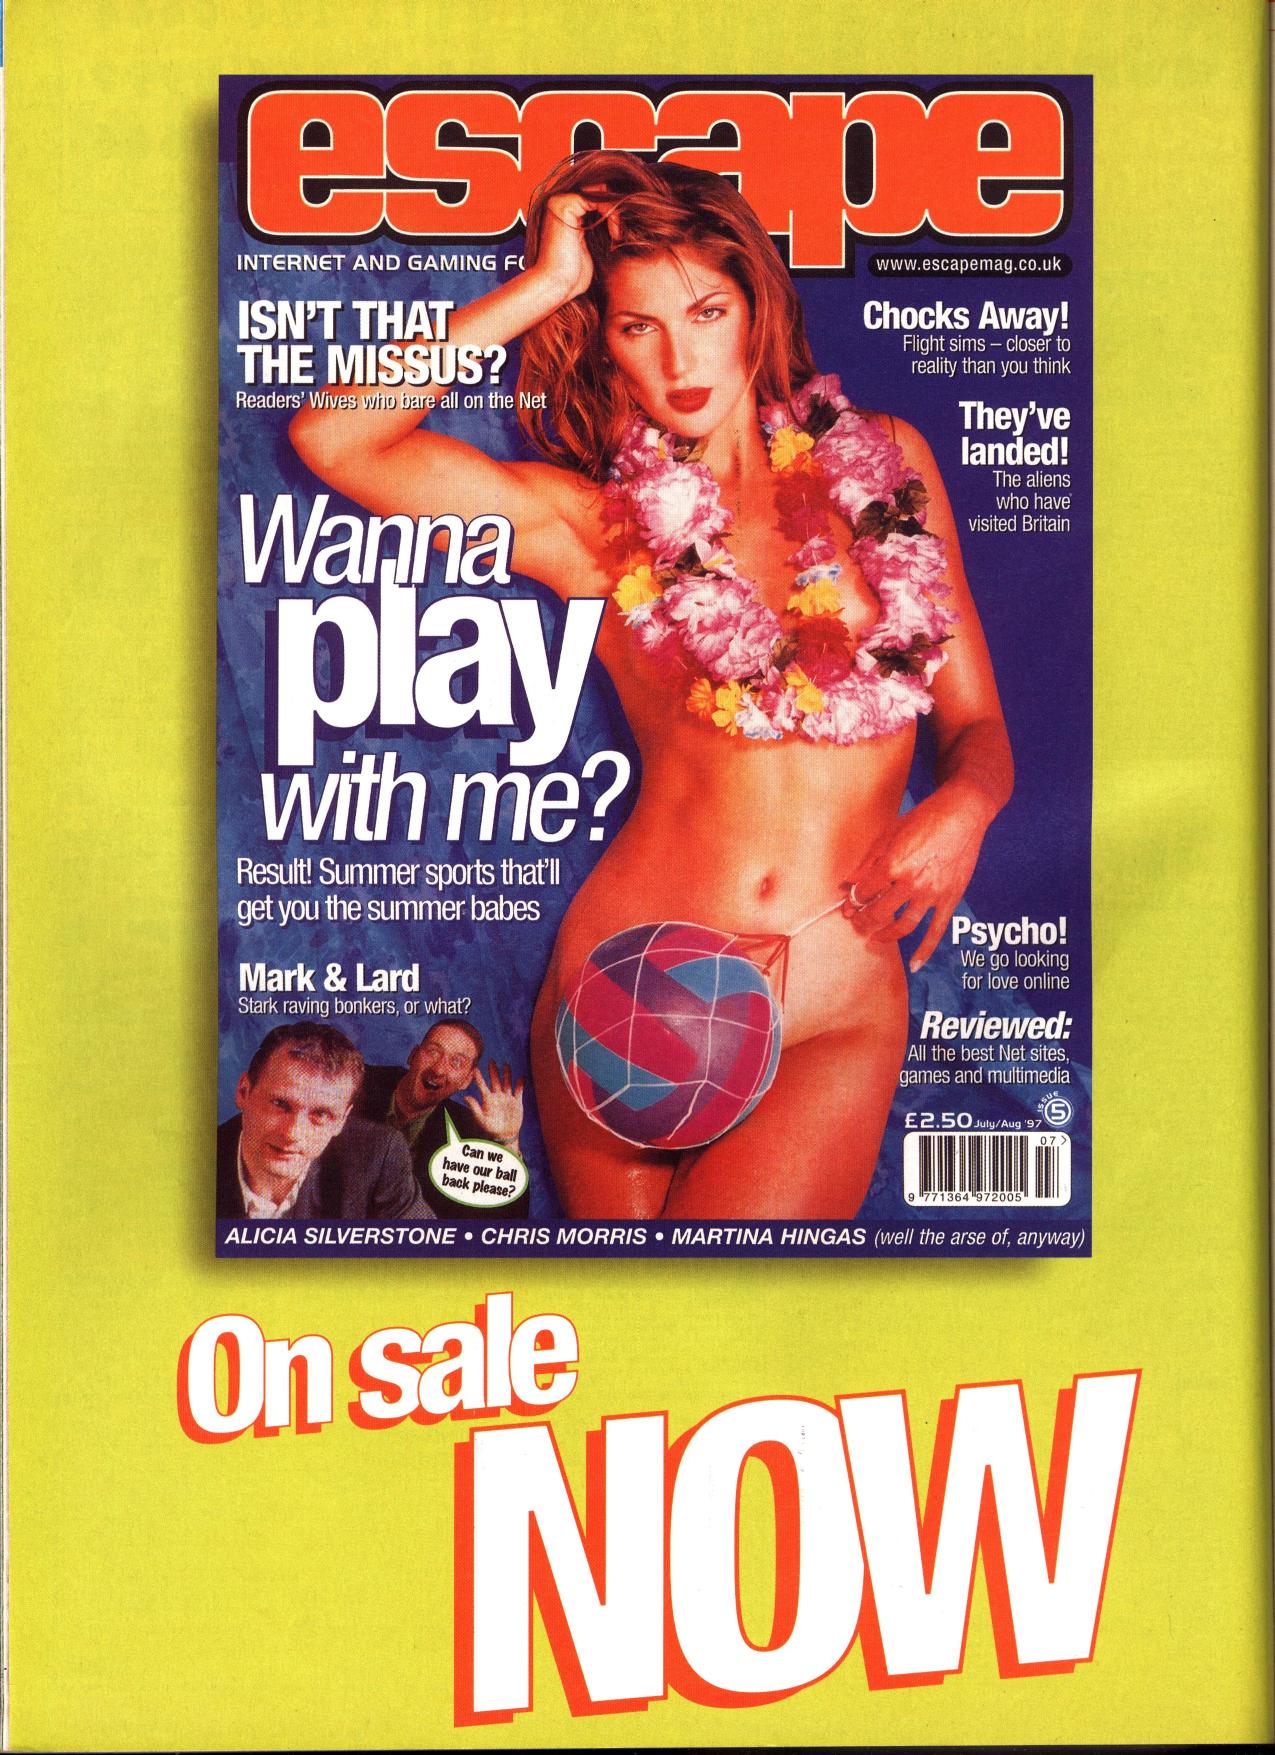 escape
INTERNET AND GAMING
www.escapemag.co.uk
ISN'T THAT
THE MISSUS?
Readers' Wives who bare all on the Net
Wanna
play
with me?
Result! Summer sports that'll
get you the summer babes
Mark & Lard
Stark raving bonkers, or what?
Can we
have our ball
back please?
Chocks Away!
Flight sims – closer to
reality than you think
They've
landed!
The aliens
who have
visited Britain
Psycho!
We go looking
for love online
Reviewed:
All the best Net sites,
games and multimedia
£2.50 July/Aug '97 ISSUE 5
07>
9 771364 972005
ALICIA SILVERSTONE • CHRIS MORRIS • MARTINA HINGAS (well the arse of, anyway)
On sale
NOW